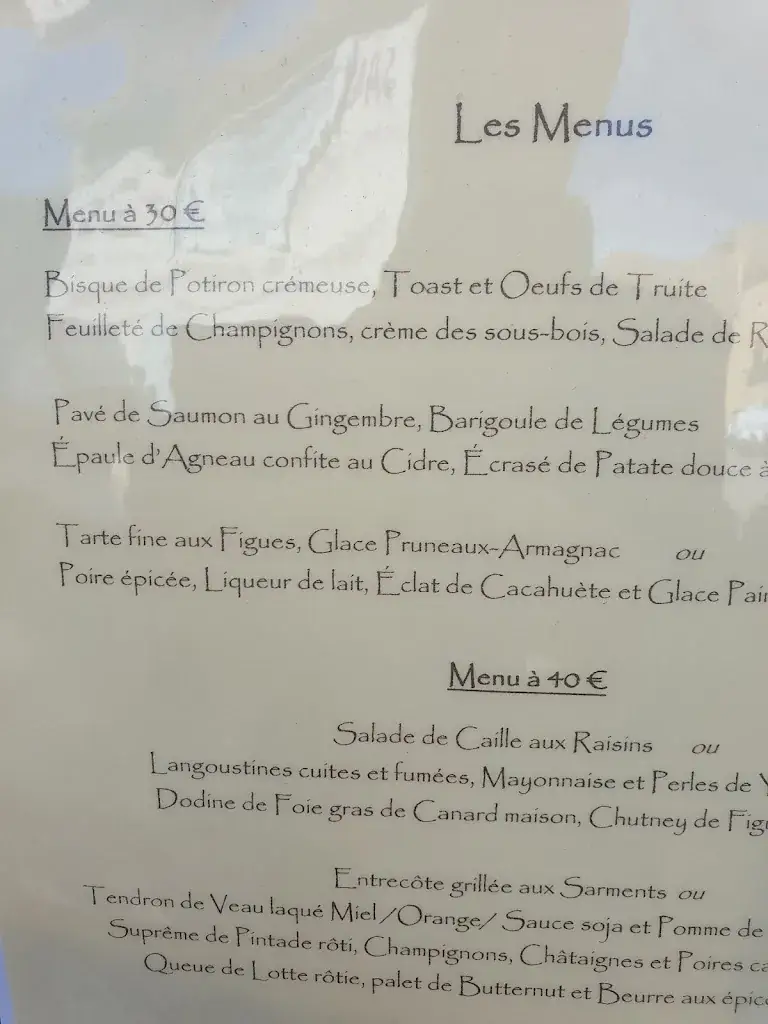 Les Menus
Menu à 30 €
Bisque de Potiron crémeuse, Toast et Oeufs de Truite
Feuilleté de Champignons, crème des sous-bois, Salade de R
Pavé de Saumon au Gingembre, Barigoule de Légumes
Épaule d'Agneau confite au Cidre, Écrasé de Patate douce à
Tarte fine aux Figues, Glace Pruneaux-Armagnac ou
Poire épicée, Liqueur de lait, Éclat de Cacahuète et Glace Pain
Menu à 40 €
Salade de Caille aux Raisins ou
Langoustines cuites et fumées, Mayonnaise et Perles de Y
Dodine de Foie gras de Canard maison, Chutney de Figu
Entrecôte grillée aux Sarments ou
Tendron de Veau laqué Miel/Orange/ Sauce soja et Pomme de
Suprême de Pintade rôti, Champignons, Châtaignes et Poires ca
Queue de Lotte rôtie, palet de Butternut et Beurre aux épic